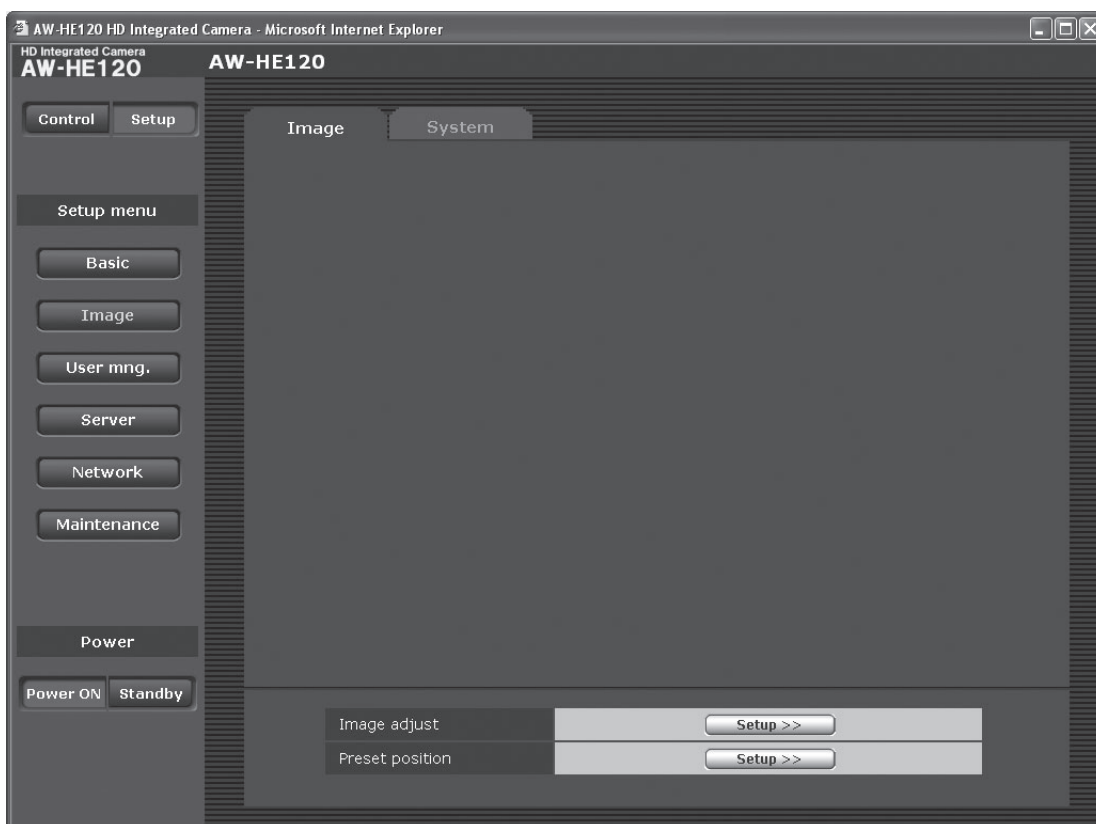 AW-HE120 HD Integrated Camera - Microsoft Internet Explorer
HD Integrated Camera
AW-HE120
AW-HE120
Control Setup
Image System
Setup menu
Basic
Image
User mng.
Server
Network
Maintenance
Power
Power ON Standby
Image adjust Setup >>
Preset position Setup >>